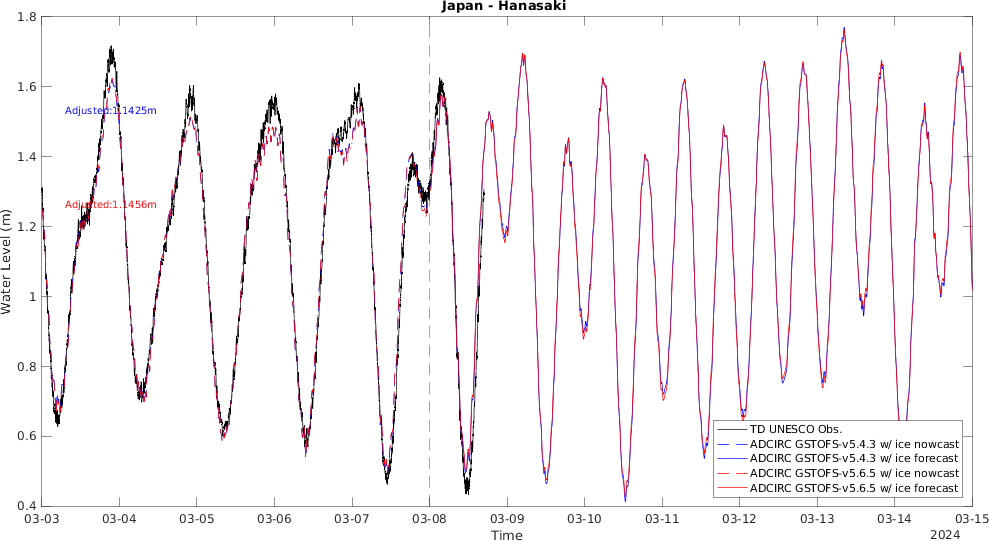 Japan - Hanasaki
1.8
1.6
1.4
1.2
1
0.8
0.6
0.4
Water Level (m)
Adjusted:1.1425m
Adjusted:1.1456m
TD UNESCO Obs.
ADCIRC GSTOFS-v5.4.3 w/ ice nowcast
ADCIRC GSTOFS-v5.4.3 w/ ice forecast
ADCIRC GSTOFS-v5.6.5 w/ ice nowcast
ADCIRC GSTOFS-v5.6.5 w/ ice forecast
03-03 03-04 03-05 03-06 03-07 03-08 03-09 03-10 03-11 03-12 03-13 03-14 03-15
Time
2024